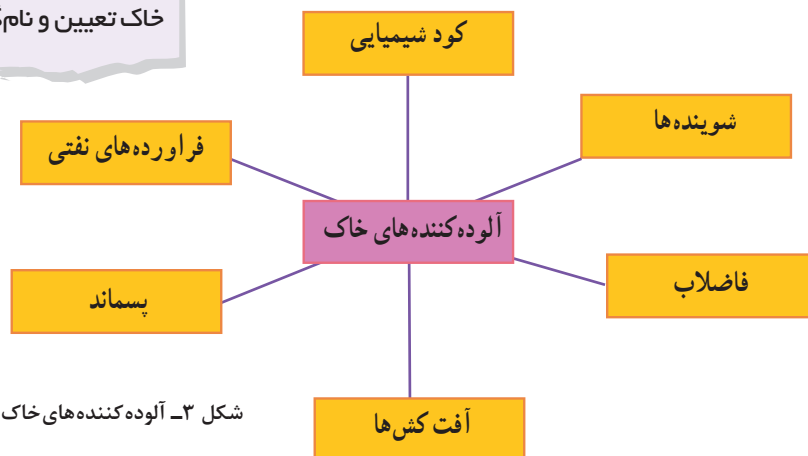 خاک تعیین و
کود شیمیایی
شوینده‌ها
فراورده‌های نفتی
آلوده‌کننده‌های خاک
فاضلاب
پسماند
شکل ۳ــ آلوده‌کننده‌های خاک
آفت کش‌ها